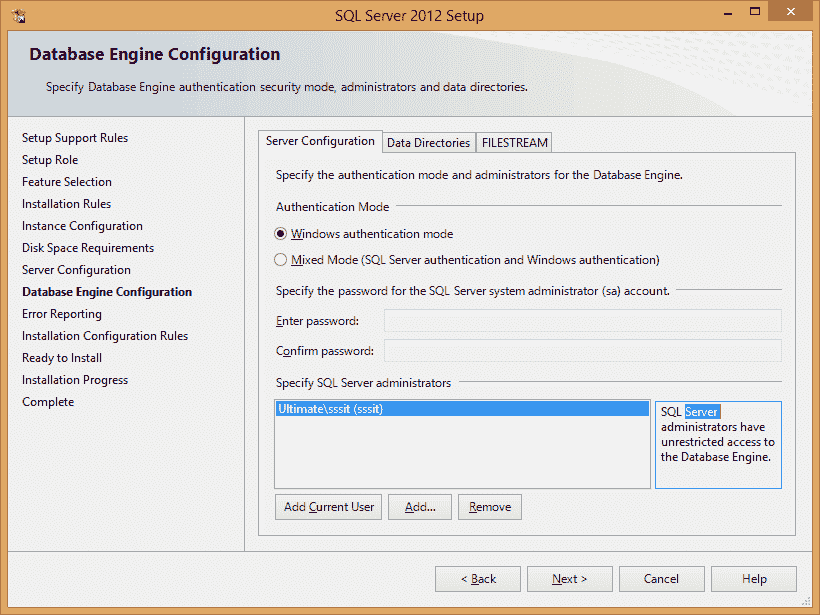 SQL Server 2012 Setup
Database Engine Configuration
Specify Database Engine authentication security mode, administrators and data directories.
Setup Support Rules
Setup Role
Feature Selection
Installation Rules
Instance Configuration
Disk Space Requirements
Server Configuration
Database Engine Configuration
Error Reporting
Installation Configuration Rules
Ready to Install
Installation Progress
Complete
Server Configuration Data Directories FILESTREAM
Specify the authentication mode and administrators for the Database Engine.
Authentication Mode
Windows authentication mode
Mixed Mode (SQL Server authentication and Windows authentication)
Specify the password for the SQL Server system administrator (sa) account.
Enter password:
Confirm password:
Specify SQL Server administrators
Ultimate\sssit (sssit)
SQL Server
administrators have
unrestricted access to
the Database Engine.
Add Current User Add... Remove
< Back Next > Cancel Help